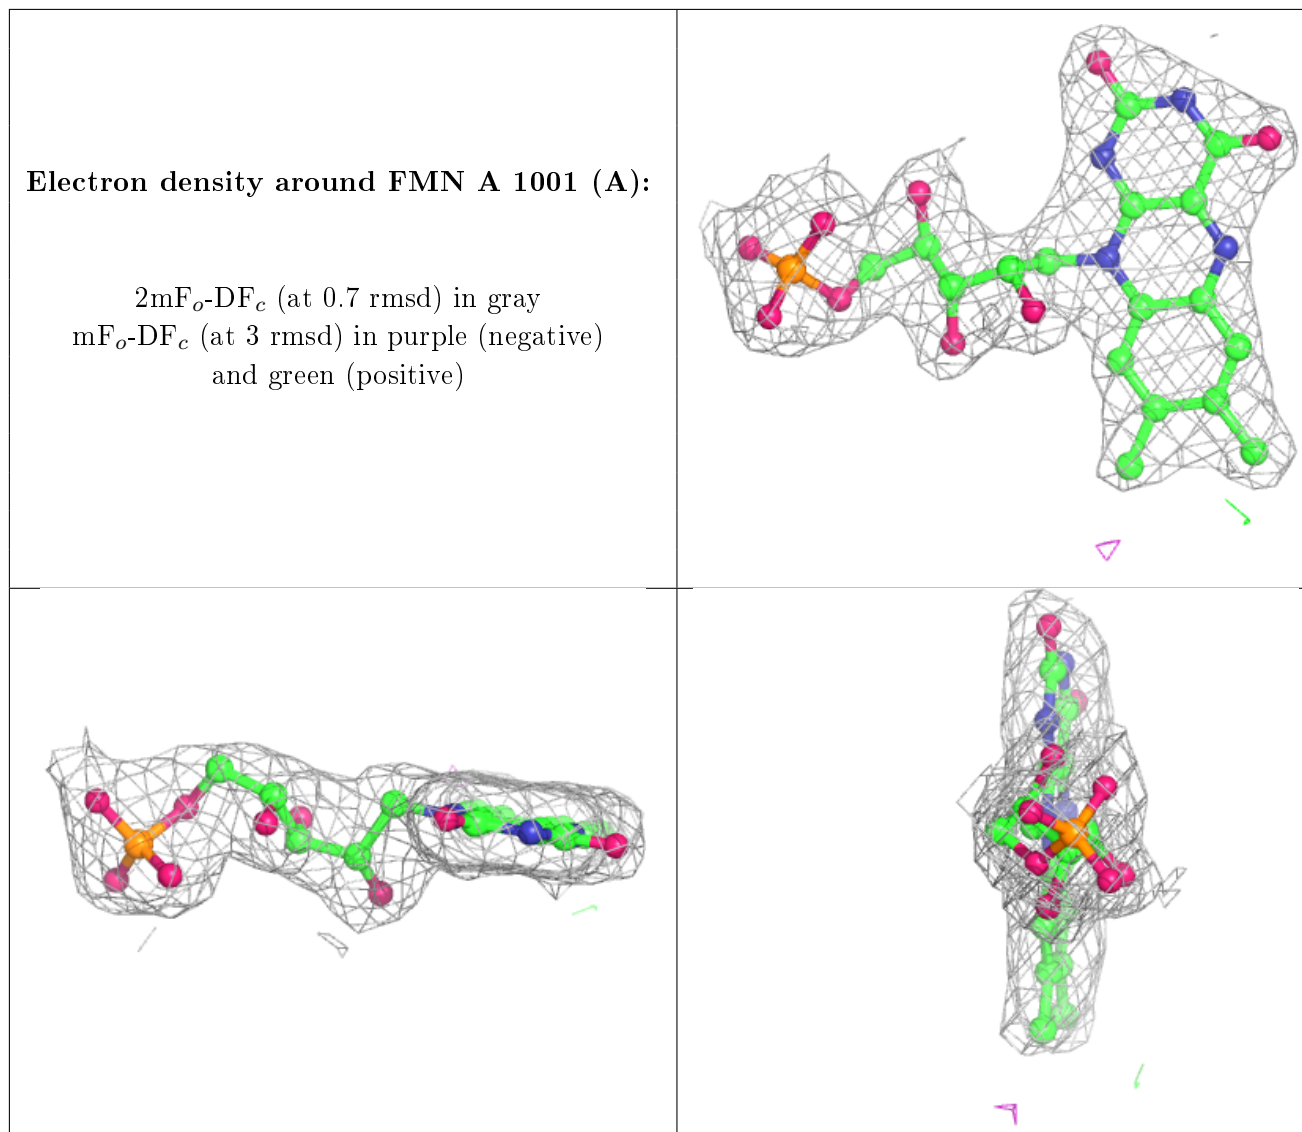 Electron density around FMN A 1001 (A):
2mFₒ-DF𝒸 (at 0.7 rmsd) in gray
mFₒ-DF𝒸 (at 3 rmsd) in purple (negative)
and green (positive)